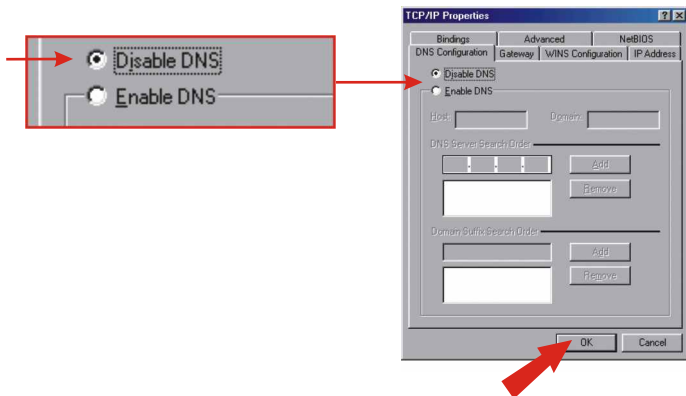 Disable DNS
Enable DNS
TCP/IP Properties
Bindings Advanced NetBIOS
DNS Configuration Gateway WINS Configuration IP Address
Disable DNS
Enable DNS
Host: Domain:
DNS Server Search Order
Add
Remove
Domain Suffix Search Order
Add
Remove
OK Cancel